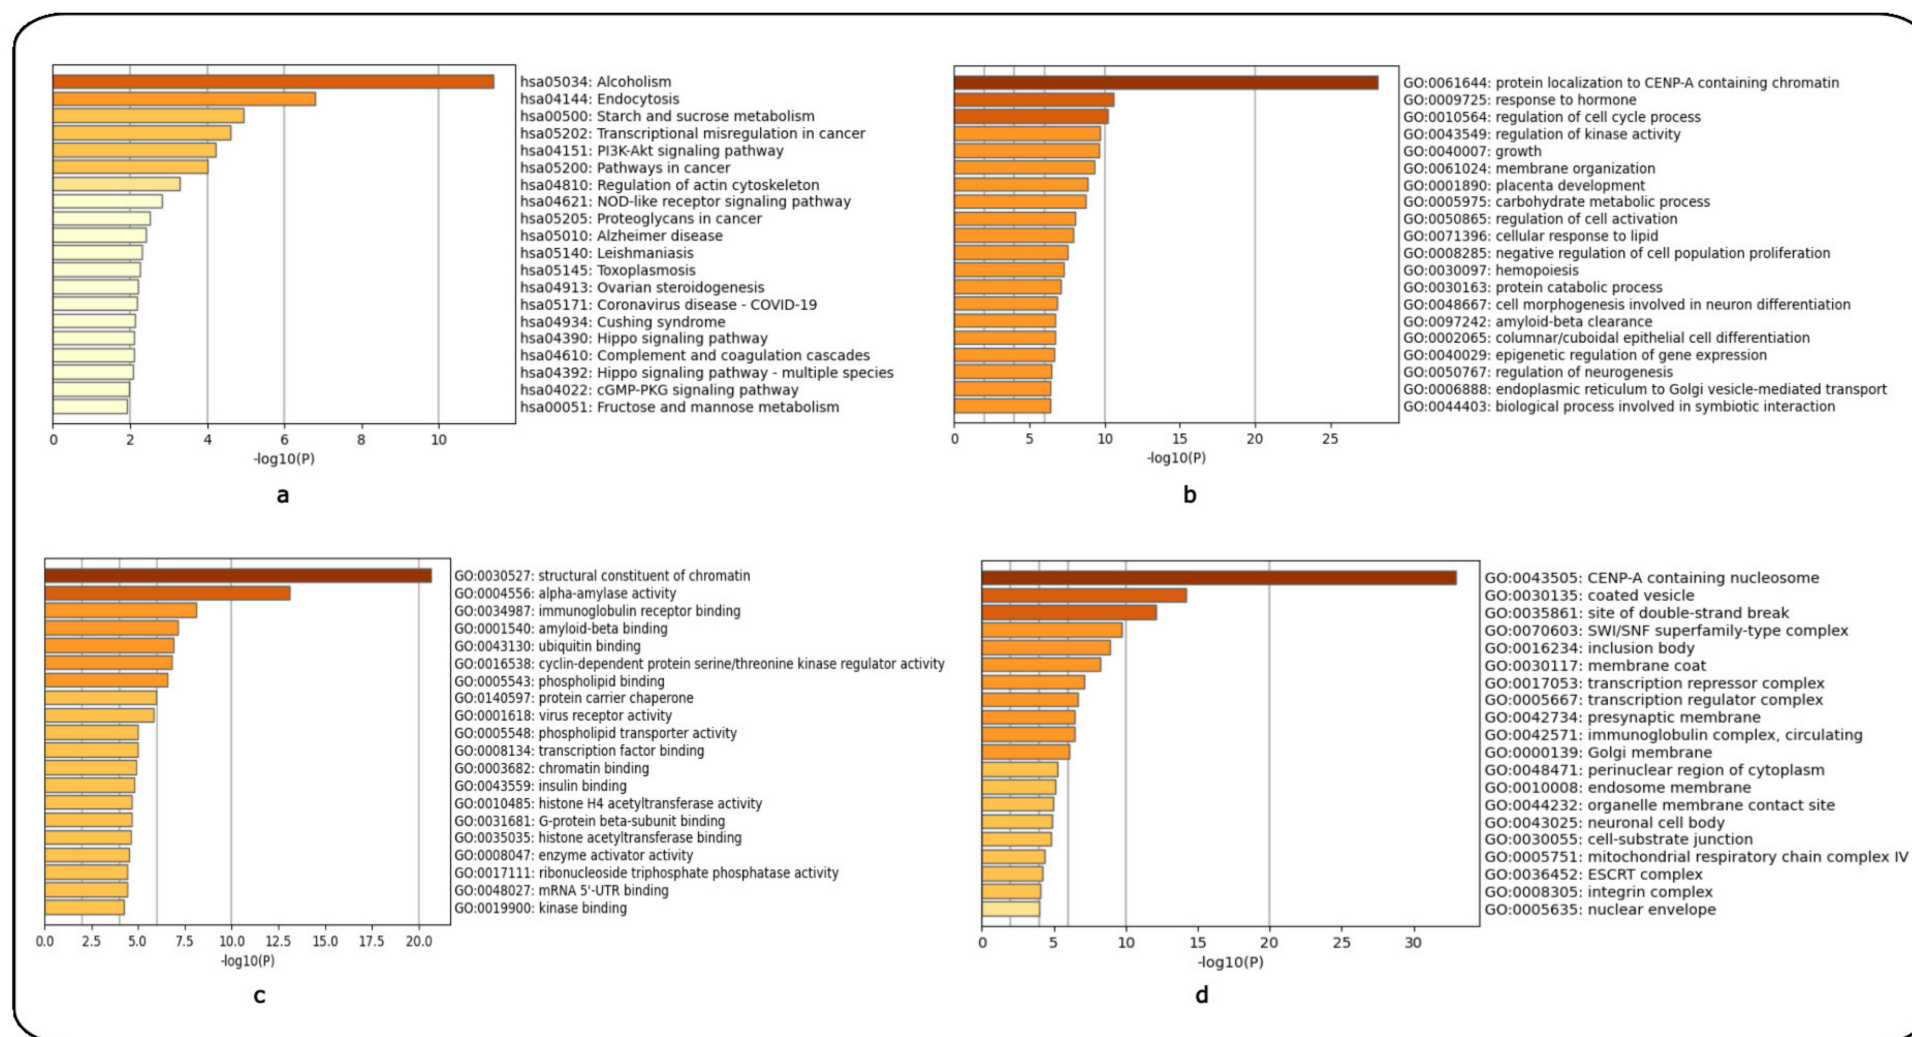 hsa05034: Alcoholism
hsa04144: Endocytosis
hsa00500: Starch and sucrose metabolism
hsa05202: Transcriptional misregulation in cancer
hsa04151: PI3K-Akt signaling pathway
hsa05200: Pathways in cancer
hsa04810: Regulation of actin cytoskeleton
hsa04621: NOD-like receptor signaling pathway
hsa05205: Proteoglycans in cancer
hsa05010: Alzheimer disease
hsa05140: Leishmaniasis
hsa05145: Toxoplasmosis
hsa04913: Ovarian steroidogenesis
hsa05171: Coronavirus disease - COVID-19
hsa04934: Cushing syndrome
hsa04390: Hippo signaling pathway
hsa04610: Complement and coagulation cascades
hsa04392: Hippo signaling pathway - multiple species
hsa04022: cGMP-PKG signaling pathway
hsa00051: Fructose and mannose metabolism
0 2 4 6 8 10
-log10(P)
a
GO:0061644: protein localization to CENP-A containing chromatin
GO:0009725: response to hormone
GO:0010564: regulation of cell cycle process
GO:0043549: regulation of kinase activity
GO:0040007: growth
GO:0061024: membrane organization
GO:0001890: placenta development
GO:0005975: carbohydrate metabolic process
GO:0050865: regulation of cell activation
GO:0071396: cellular response to lipid
GO:0008285: negative regulation of cell population proliferation
GO:0030097: hemopoiesis
GO:0030163: protein catabolic process
GO:0048667: cell morphogenesis involved in neuron differentiation
GO:0097242: amyloid-beta clearance
GO:0002065: columnar/cuboidal epithelial cell differentiation
GO:0040029: epigenetic regulation of gene expression
GO:0050767: regulation of neurogenesis
GO:0006888: endoplasmic reticulum to Golgi vesicle-mediated transport
GO:0044403: biological process involved in symbiotic interaction
0 5 10 15 20 25
-log10(P)
b
GO:0030527: structural constituent of chromatin
GO:0004556: alpha-amylase activity
GO:0034987: immunoglobulin receptor binding
GO:0001540: amyloid-beta binding
GO:0043130: ubiquitin binding
GO:0016538: cyclin-dependent protein serine/threonine kinase regulator activity
GO:0005543: phospholipid binding
GO:0140597: protein carrier chaperone
GO:0001618: virus receptor activity
GO:0005548: phospholipid transporter activity
GO:0008134: transcription factor binding
GO:0003682: chromatin binding
GO:0043559: insulin binding
GO:0010485: histone H4 acetyltransferase activity
GO:0031681: G-protein beta-subunit binding
GO:0035035: histone acetyltransferase binding
GO:0008047: enzyme activator activity
GO:0017111: ribonucleoside triphosphate phosphatase activity
GO:0048027: mRNA 5'-UTR binding
GO:0019900: kinase binding
0.0 2.5 5.0 7.5 10.0 12.5 15.0 17.5 20.0
-log10(P)
c
GO:0043505: CENP-A containing nucleosome
GO:0030135: coated vesicle
GO:0035861: site of double-strand break
GO:0070603: SWI/SNF superfamily-type complex
GO:0016234: inclusion body
GO:0030117: membrane coat
GO:0017053: transcription repressor complex
GO:0005667: transcription regulator complex
GO:0042734: presynaptic membrane
GO:0042571: immunoglobulin complex, circulating
GO:0000139: Golgi membrane
GO:0048471: perinuclear region of cytoplasm
GO:0010008: endosome membrane
GO:0044232: organelle membrane contact site
GO:0043025: neuronal cell body
GO:0030055: cell-substrate junction
GO:0005751: mitochondrial respiratory chain complex IV
GO:0036452: ESCRT complex
GO:0008305: integrin complex
GO:0005635: nuclear envelope
0 5 10 15 20 25 30
-log10(P)
d